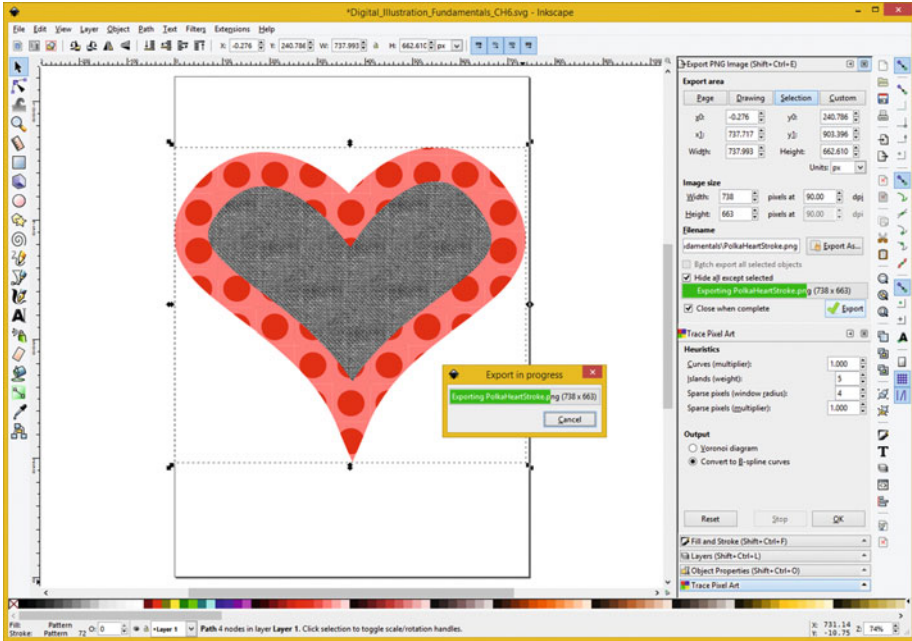 *Digital_Illustration_Fundamentals_CH6.svg - Inkscape
File Edit View Layer Object Path Text Filters Extensions Help
X: -0.276 Y: 240.786 W: 737.993 H: 662.610 px
Export PNG Image (Shift+Ctrl+E)
Export area
Page Drawing Selection Custom
x0: -0.276 y0: 240.786
x1: 737.717 y1: 903.396
Width: 737.993 Height: 662.610
Units: px
Image size
Width: 738 pixels at 90.00 dpi
Height: 663 pixels at 90.00 dpi
Filename
damentals\PolkaHeartStroke.png Export As...
Batch export all selected objects
Hide all except selected
Exporting PolkaHeartStroke.png (738 x 663)
Close when complete Export
Trace Pixel Art
Heuristics
Curves (multiplier): 1.000
Islands (weight): 5
Sparse pixels (window radius): 4
Sparse pixels (multiplier): 1.000
Output
Voronoi diagram
Convert to B-spline curves
Reset Stop OK
Export in progress
Exporting PolkaHeartStroke.png (738 x 663)
Cancel
Fill and Stroke (Shift+Ctrl+F)
Layers (Shift+Ctrl+L)
Object Properties (Shift+Ctrl+O)
Trace Pixel Art
Fill: Pattern
Stroke: Pattern 72 O: 0 Layer 1 Path 4 nodes in layer Layer 1. Click selection to toggle scale/rotation handles.
X: 731.14
Y: -10.75 Z: 74%